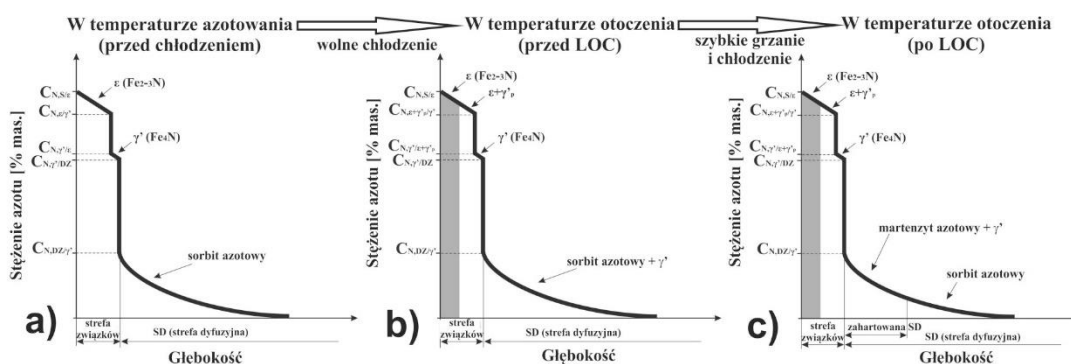 W temperaturze azotowania
(przed chłodzeniem)
wolne chłodzenie
W temperaturze otoczenia
(przed LOC)
szybkie grzanie
i chłodzenie
W temperaturze otoczenia
(po LOC)
Stężenie azotu [% mas.]
C_N,S/ε
C_N,ε/γ'
C_N,γ'/ε
C_N,γ'/DZ
C_N,DZ/γ'
ε (Fe2-3N)
γ' (Fe4N)
sorbit azotowy
a)
strefa
związków
SD (strefa dyfuzyjna)
Głębokość
Stężenie azotu [% mas.]
C_N,S/ε
C_N,ε+γ'p/γ'
C_N,γ'/ε+γ'p
C_N,γ'/DZ
C_N,DZ/γ'
ε (Fe2-3N)
ε+γ'p
γ' (Fe4N)
sorbit azotowy + γ'
b)
strefa
związków
SD (strefa dyfuzyjna)
Głębokość
Stężenie azotu [% mas.]
C_N,S/ε
C_N,ε+γ'p/γ'
C_N,γ'/ε+γ'p
C_N,γ'/DZ
C_N,DZ/γ'
ε (Fe2-3N)
ε+γ'p
γ' (Fe4N)
martenzyt azotowy + γ'
sorbit azotowy
c)
strefa
związków
zahartowana SD
SD (strefa dyfuzyjna)
Głębokość